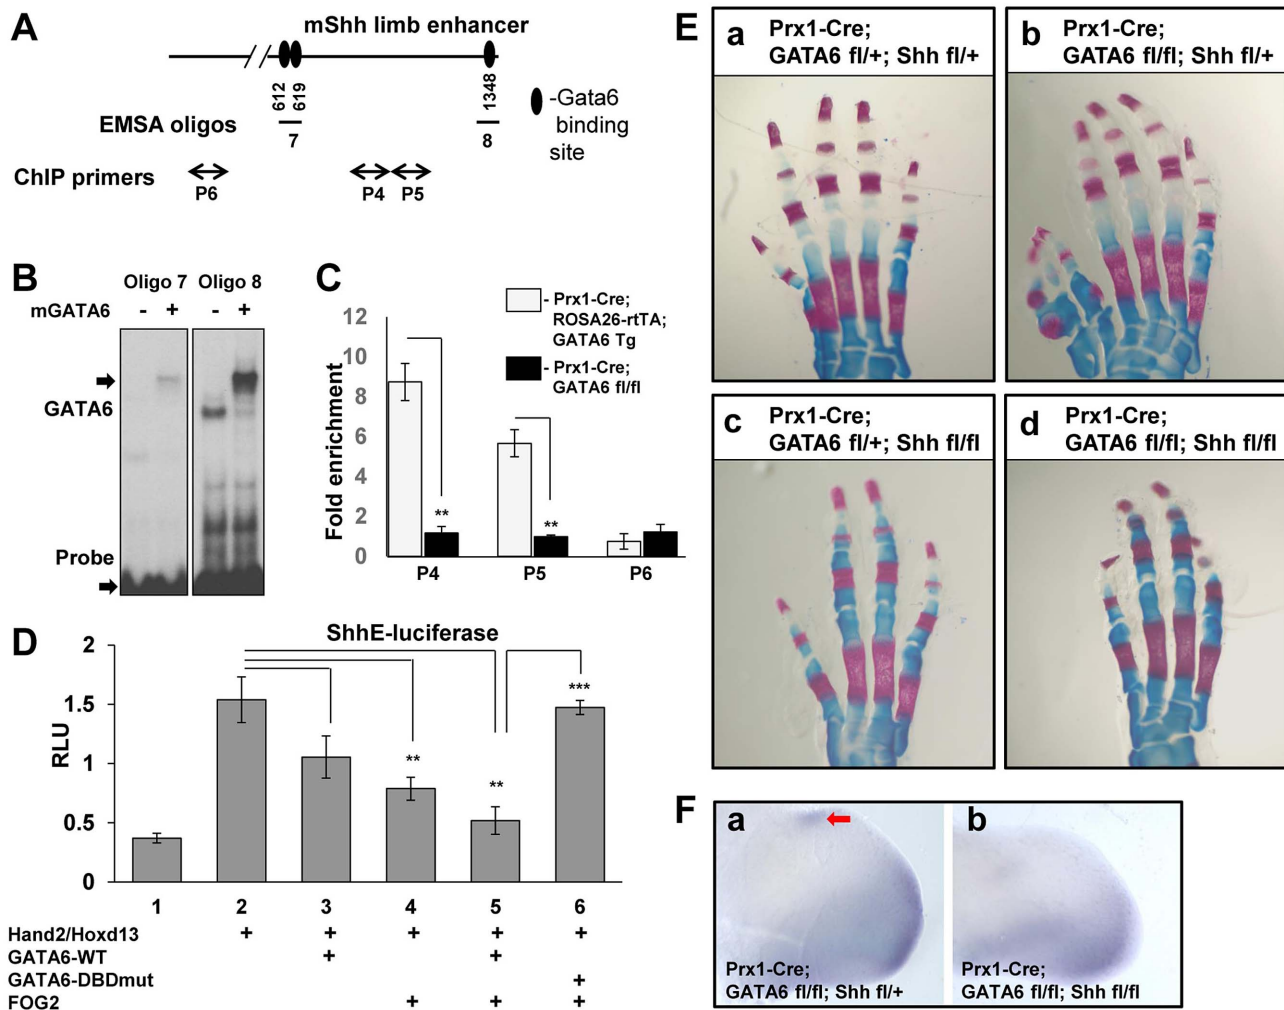 A
mShh limb enhancer
612
619
1348
-Gata6
binding
site
EMSA oligos
7
8
ChIP primers
P6
P4
P5
B
Oligo 7
Oligo 8
mGATA6
-
+
-
+
GATA6
Probe
C
- Prx1-Cre;
ROSA26-rtTA;
GATA6 Tg
- Prx1-Cre;
GATA6 fl/fl
Fold enrichment
12
10
8
6
4
2
0
**
**
P4
P5
P6
D
ShhE-luciferase
RLU
2
1.5
1
0.5
0
**
**
***
1
2
3
4
5
6
Hand2/Hoxd13
+ + + + +
GATA6-WT
+ +
GATA6-DBDmut
+
FOG2
+ + +
E
a
Prx1-Cre;
GATA6 fl/+; Shh fl/+
b
Prx1-Cre;
GATA6 fl/fl; Shh fl/+
c
Prx1-Cre;
GATA6 fl/+; Shh fl/fl
d
Prx1-Cre;
GATA6 fl/fl; Shh fl/fl
F
a
Prx1-Cre;
GATA6 fl/fl; Shh fl/+
b
Prx1-Cre;
GATA6 fl/fl; Shh fl/fl